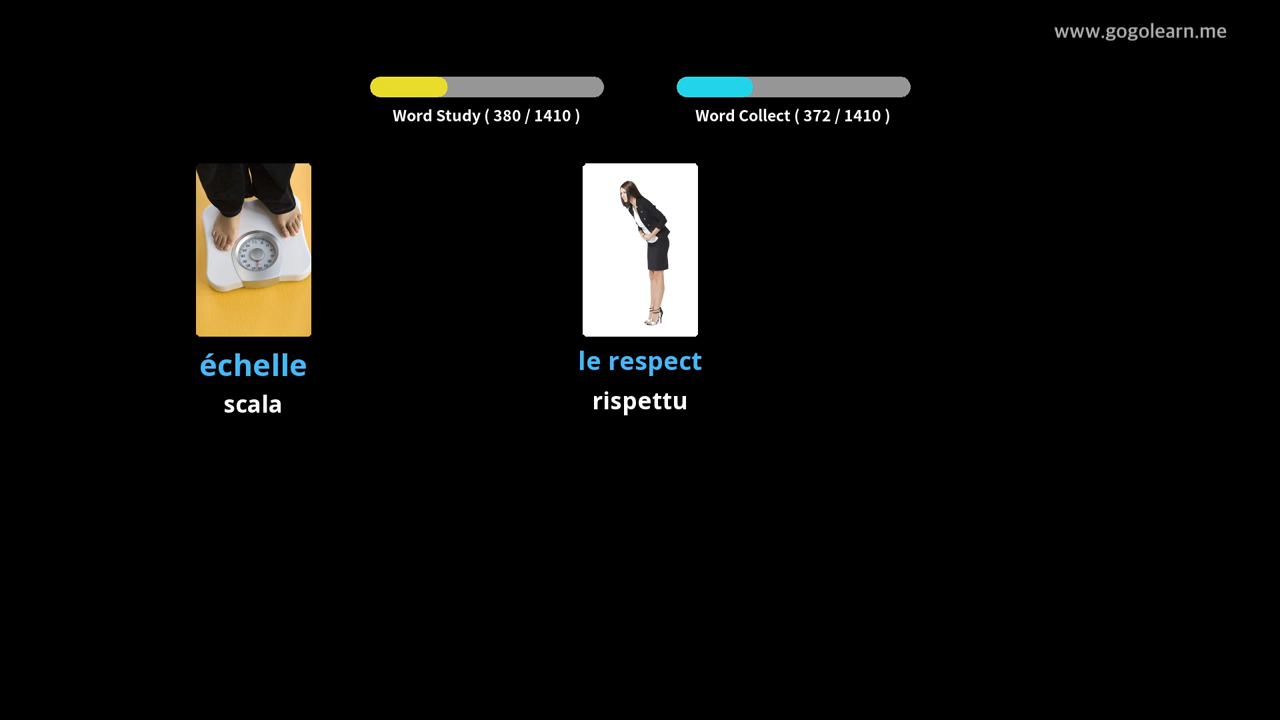 www.gogolearn.me
Word Study ( 380 / 1410 )
Word Collect ( 372 / 1410 )
échelle
scala
le respect
rispettu